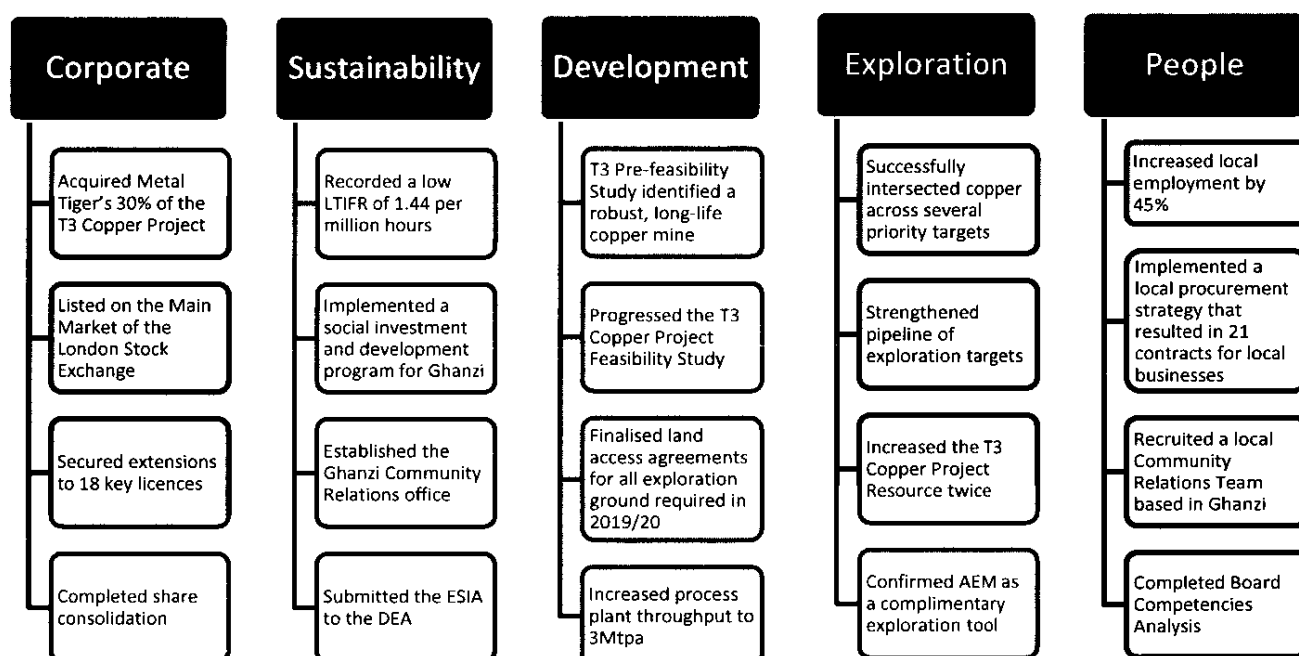 Corporate
Acquired Metal
Tiger's 30% of the
T3 Copper Project
Listed on the Main
Market of the
London Stock
Exchange
Secured extensions
to 18 key licences
Completed share
consolidation
Sustainability
Recorded a low
LTIFR of 1.44 per
million hours
Implemented a
social investment
and development
program for Ghanzi
Established the
Ghanzi Community
Relations office
Submitted the ESIA
to the DEA
Development
T3 Pre-feasibility
Study identified a
robust, long-life
copper mine
Progressed the T3
Copper Project
Feasibility Study
Finalised land
access agreements
for all exploration
ground required in
2019/20
Increased process
plant throughput to
3Mtpa
Exploration
Successfully
intersected copper
across several
priority targets
Strengthened
pipeline of
exploration targets
Increased the T3
Copper Project
Resource twice
Confirmed AEM as
a complimentary
exploration tool
People
Increased local
employment by
45%
Implemented a
local procurement
strategy that
resulted in 21
contracts for local
businesses
Recruited a local
Community
Relations Team
based in Ghanzi
Completed Board
Competencies
Analysis